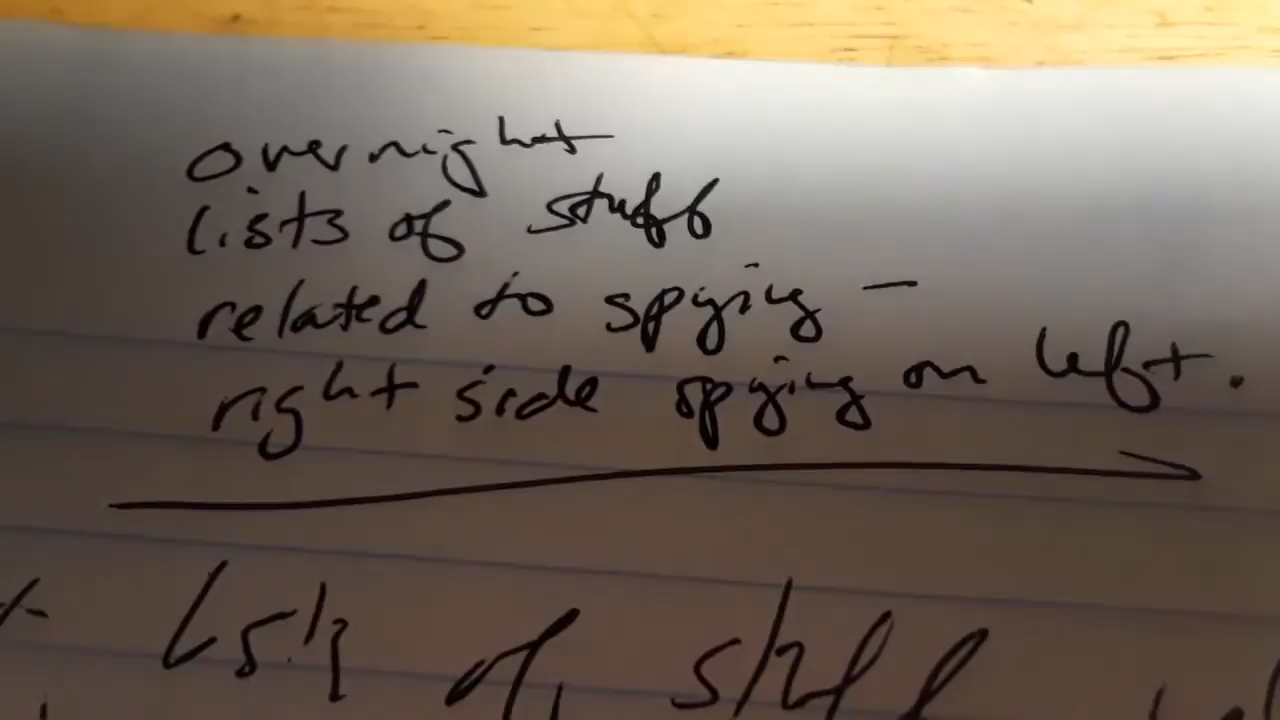 overnight
lists of stuff
related to spying –
right side spying on left.
lists of stuff